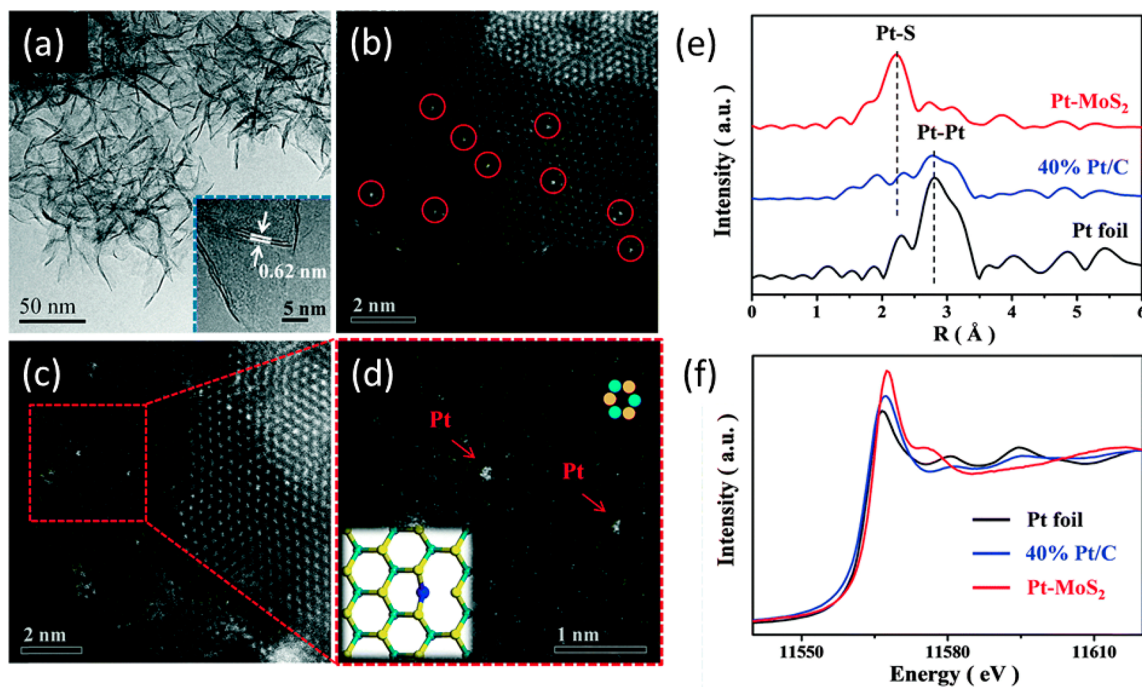 (a)
50 nm
0.62 nm
5 nm
(b)
2 nm
(c)
2 nm
(d)
Pt
Pt
1 nm
(e)
Pt-S
Pt-MoS₂
Pt-Pt
40% Pt/C
Pt foil
Intensity ( a.u. )
0 1 2 3 4 5 6
R ( Å )
(f)
Intensity ( a.u. )
Pt foil
40% Pt/C
Pt-MoS₂
11550 11580 11610
Energy ( eV )